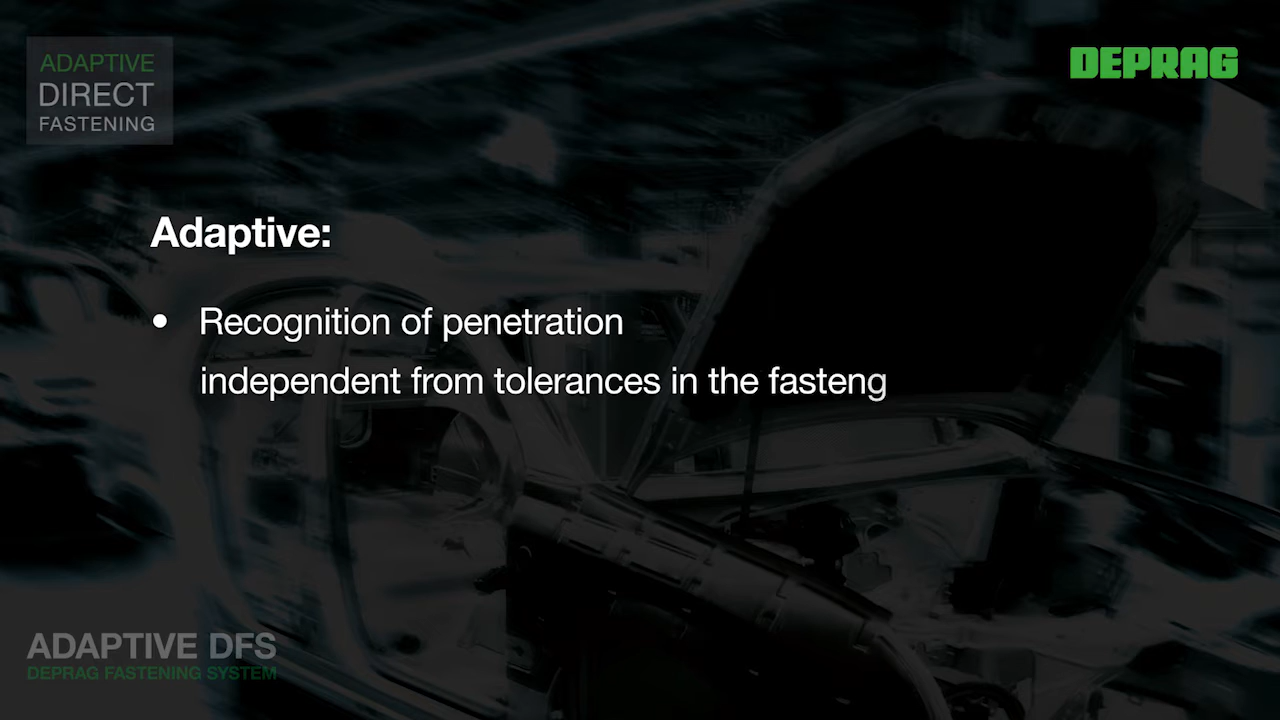 ADAPTIVE
DIRECT
FASTENING
DEPRAG
Adaptive:
• Recognition of penetration
independent from tolerances in the fasteng
ADAPTIVE DFS
DEPRAG FASTENING SYSTEM